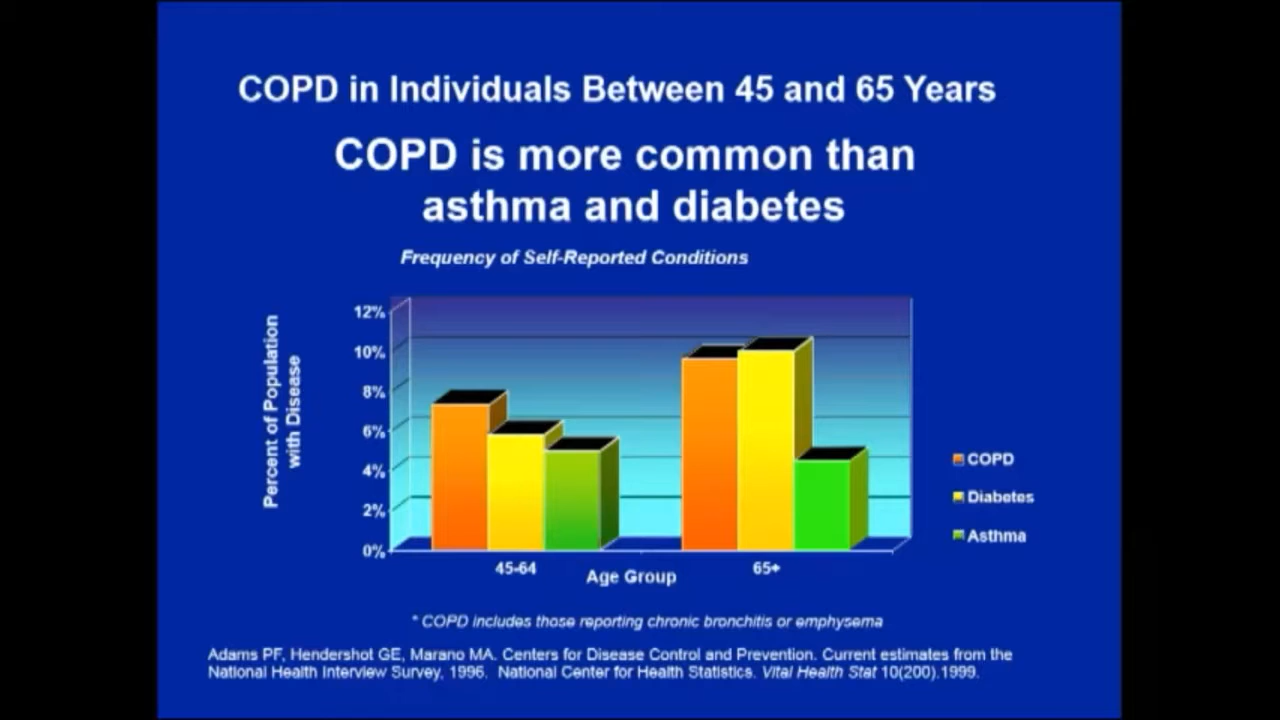 COPD in Individuals Between 45 and 65 Years
COPD is more common than
asthma and diabetes
Frequency of Self-Reported Conditions
Percent of Population
with Disease
12%
10%
8%
6%
4%
2%
0%
45-64
65+
Age Group
COPD
Diabetes
Asthma
* COPD includes those reporting chronic bronchitis or emphysema
Adams PF, Hendershot GE, Marano MA. Centers for Disease Control and Prevention. Current estimates from the
National Health Interview Survey, 1996. National Center for Health Statistics. Vital Health Stat 10(200).1999.